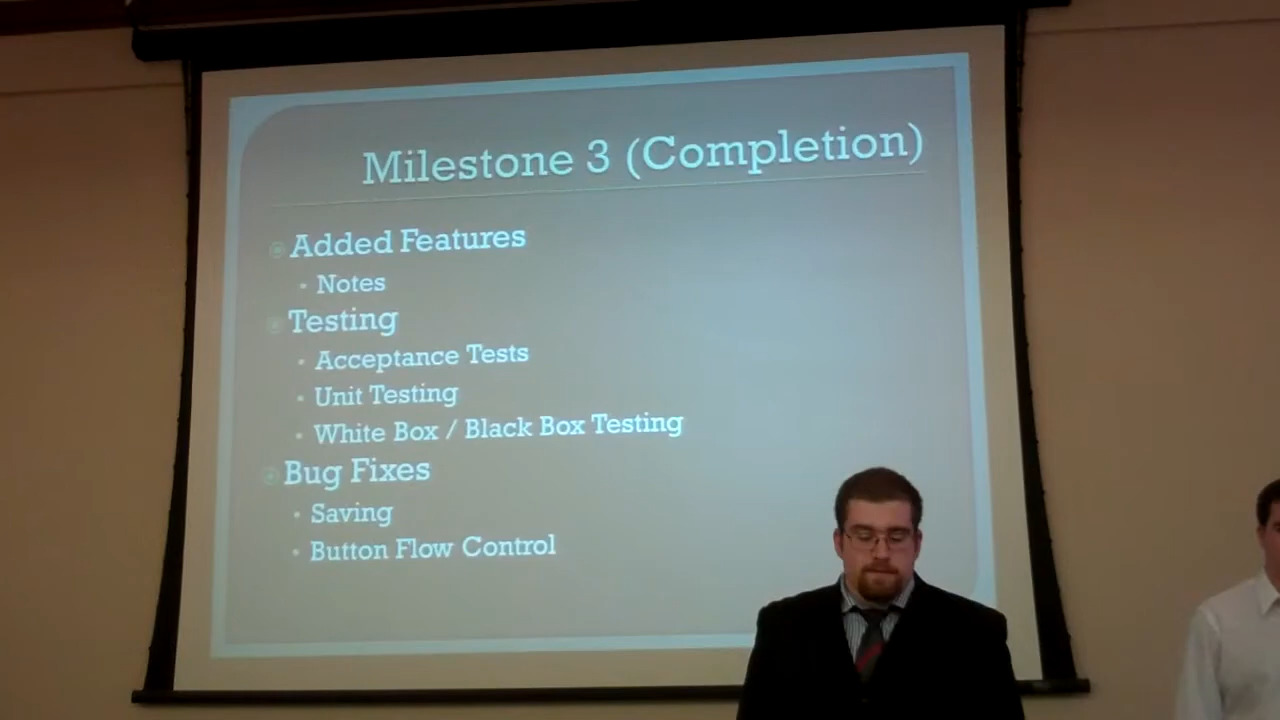 Milestone 3 (Completion)
Added Features
Notes
Testing
Acceptance Tests
Unit Testing
White Box / Black Box Testing
Bug Fixes
Saving
Button Flow Control